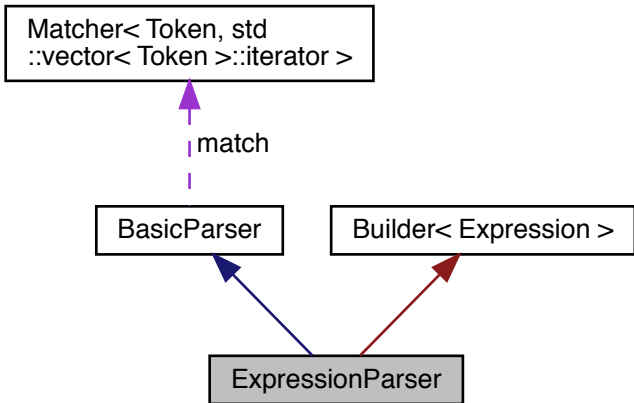 Matcher< Token, std
::vector< Token >::iterator >
match
BasicParser
Builder< Expression >
ExpressionParser